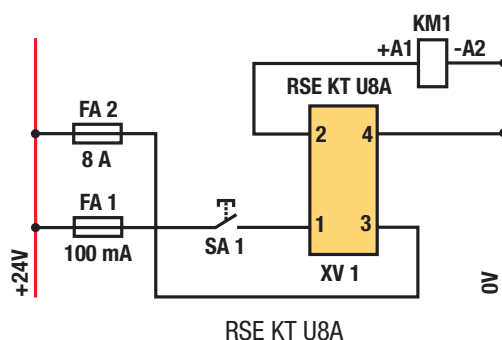 KM1
+A1
-A2
RSE KT U8A
FA 2
2
4
8 A
FA 1
1
3
100 mA
SA 1
XV 1
+24V
0V
RSE KT U8A